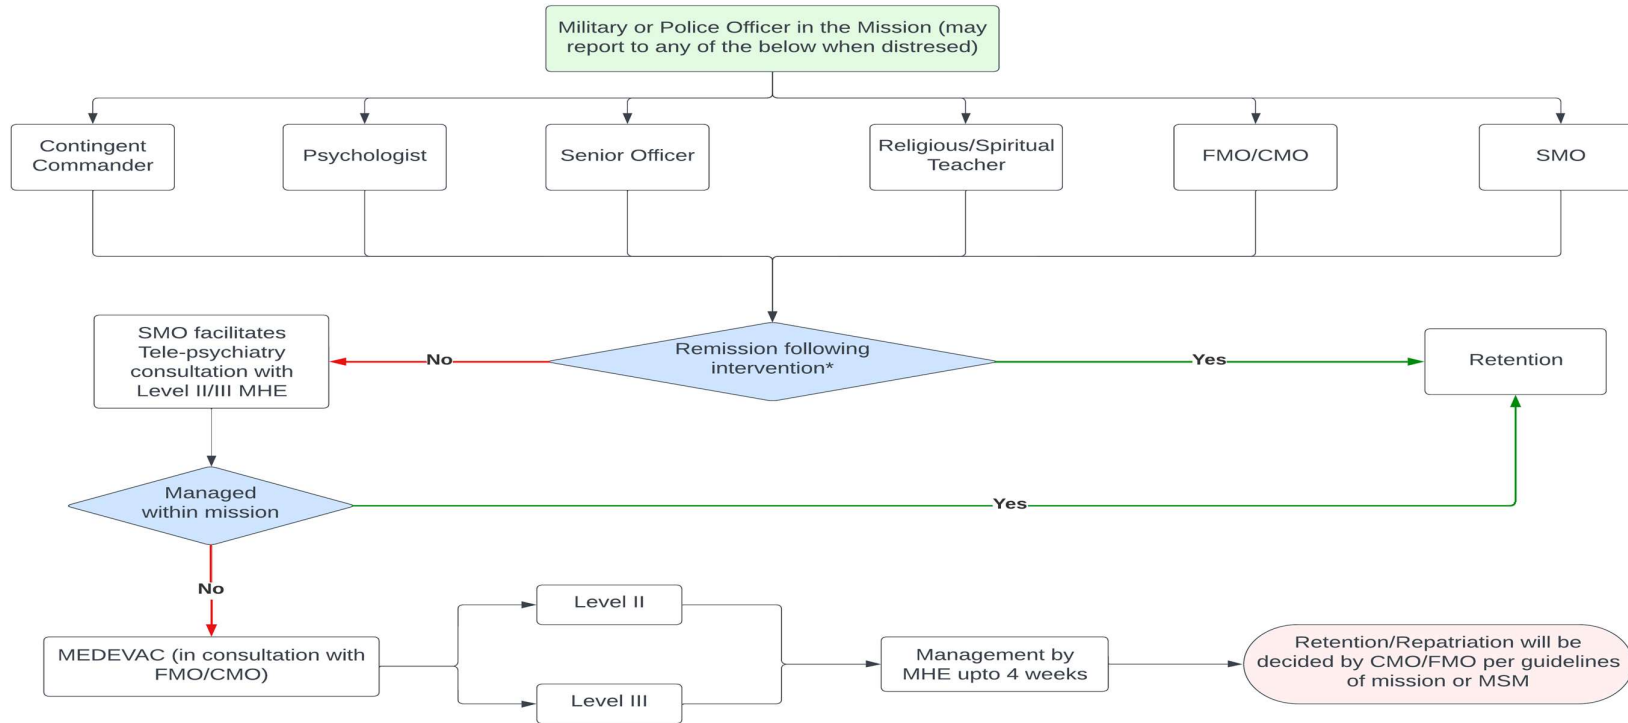 Military or Police Officer in the Mission (may
report to any of the below when distresed)
Contingent
Commander
Psychologist
Senior Officer
Religious/Spiritual
Teacher
FMO/CMO
SMO
SMO facilitates
Tele-psychiatry
consultation with
Level II/III MHE
No
Remission following
intervention*
Yes
Retention
Managed
within mission
Yes
No
MEDEVAC (in consultation with
FMO/CMO)
Level II
Level III
Management by
MHE upto 4 weeks
Retention/Repatriation will be
decided by CMO/FMO per guidelines
of mission or MSM